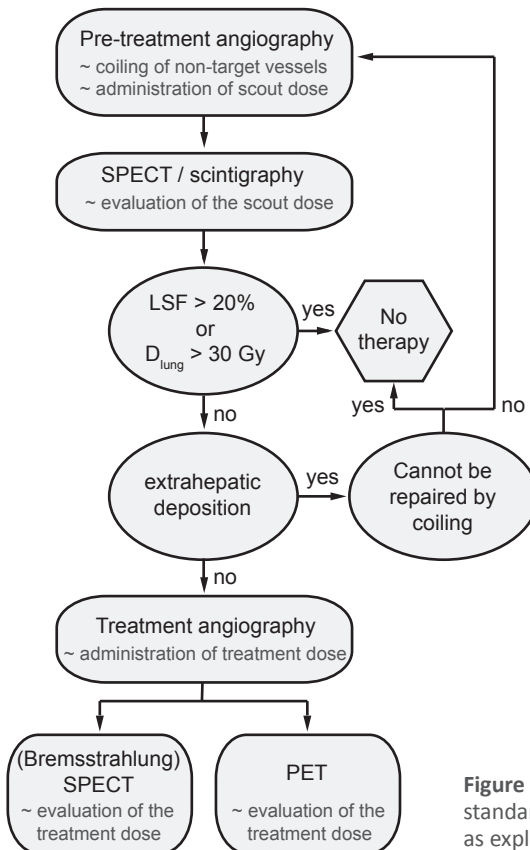 Pre-treatment angiography
~ coiling of non-target vessels
~ administration of scout dose
SPECT / scintigraphy
~ evaluation of the scout dose
LSF > 20%
or
D_lung > 30 Gy
yes
No
therapy
no
yes
no
extrahepatic
deposition
yes
Cannot be
repaired by
coiling
no
Treatment angiography
~ administration of treatment dose
(Bremsstrahlung)
SPECT
~ evaluation of the
treatment dose
PET
~ evaluation of the
treatment dose
Figure
standar
as expl